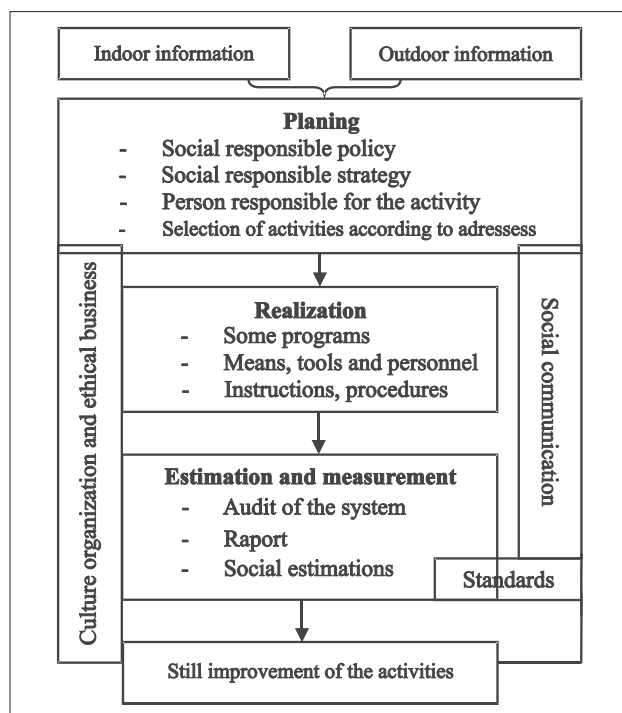 Indoor information
Outdoor information
Planing
- Social responsible policy
- Social responsible strategy
- Person responsible for the activity
- Selection of activities according to adressess
Culture organization and ethical business
Social communication
Realization
- Some programs
- Means, tools and personnel
- Instructions, procedures
Estimation and measurement
- Audit of the system
- Raport
- Social estimations
Standards
Still improvement of the activities